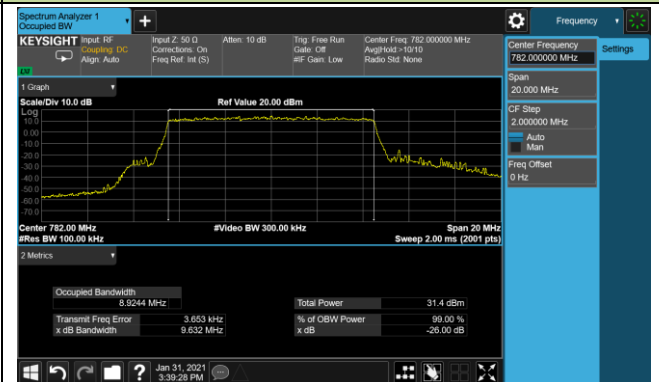 Spectrum Analyzer 1
Occupied BW
Frequency
KEYSIGHT
Input: RF
Coupling: DC
Align: Auto
Input Z: 50 Ω
Corrections: On
Freq Ref: Int (S)
Atten: 10 dB
Trig: Free Run
Gate: Off
#IF Gain: Low
Center Freq: 782.000000 MHz
Avg|Hold:>10/10
Radio Std: None
Center Frequency
782.000000 MHz
Settings
Span
20.000 MHz
CF Step
2.000000 MHz
Auto
Man
Freq Offset
0 Hz
1 Graph
Scale/Div 10.0 dB
Ref Value 20.00 dBm
Log
10.0
0.00
-10.0
-20.0
-30.0
-40.0
-50.0
-60.0
-70.0
Center 782.00 MHz
#Video BW 300.00 kHz
Span 20 MHz
#Res BW 100.00 kHz
Sweep 2.00 ms (2001 pts)
2 Metrics
Occupied Bandwidth
8.9244 MHz
Total Power
31.4 dBm
Transmit Freq Error
3.653 kHz
% of OBW Power
99.00 %
x dB Bandwidth
9.632 MHz
x dB
-26.00 dB
Jan 31, 2021
3:39:28 PM